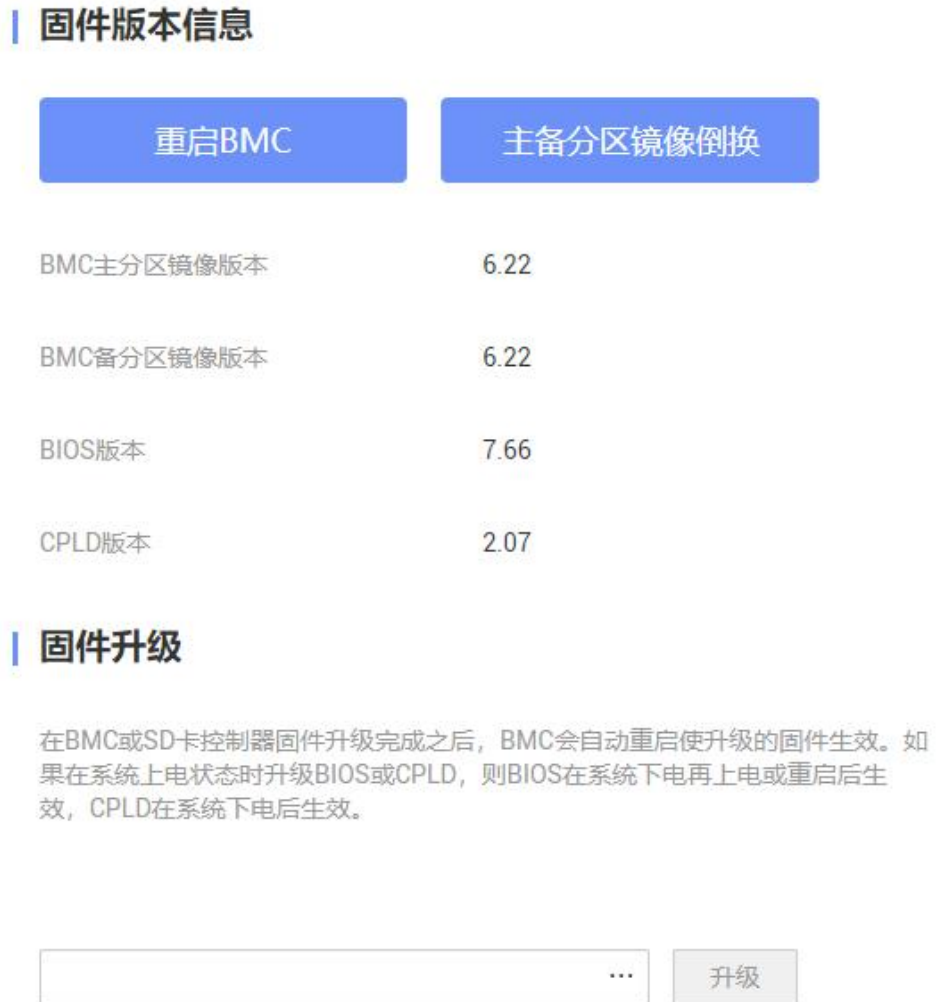 固件版本信息
重启BMC 主备分区镜像倒换
BMC主分区镜像版本 6.22
BMC备分区镜像版本 6.22
BIOS版本 7.66
CPLD版本 2.07
固件升级
在BMC或SD卡控制器固件升级完成之后，BMC会自动重启使升级的固件生效。如
果在系统上电状态时升级BIOS或CPLD，则BIOS在系统下电再上电或重启后生
效，CPLD在系统下电后生效。
... 升级